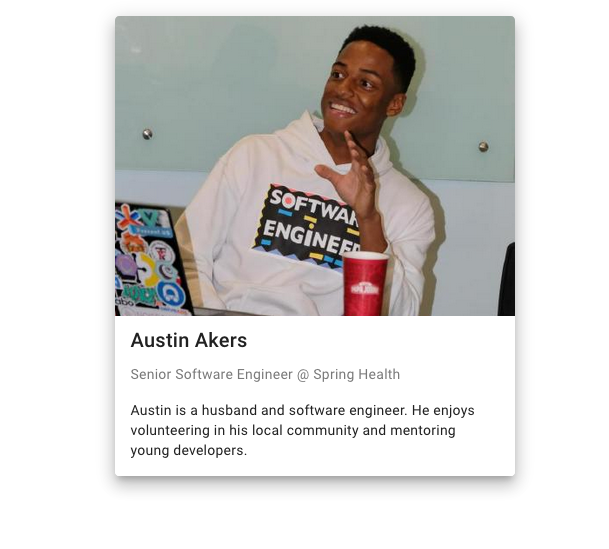 SOFTWAR
ENGINEER
Austin Akers
Senior Software Engineer @ Spring Health
Austin is a husband and software engineer. He enjoys
volunteering in his local community and mentoring
young developers.